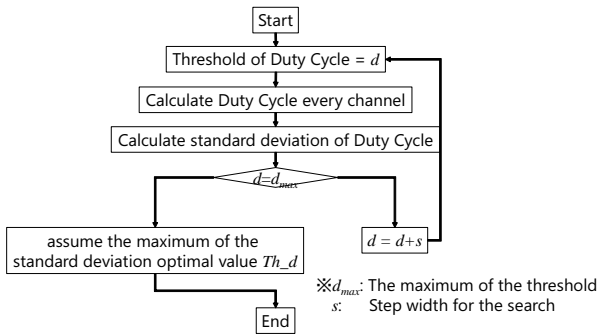 Start
Threshold of Duty Cycle = d
Calculate Duty Cycle every channel
Calculate standard deviation of Duty Cycle
d=dmax
d = d+s
assume the maximum of the
standard deviation optimal value Th_d
End
※dmax: The maximum of the threshold
s: Step width for the search